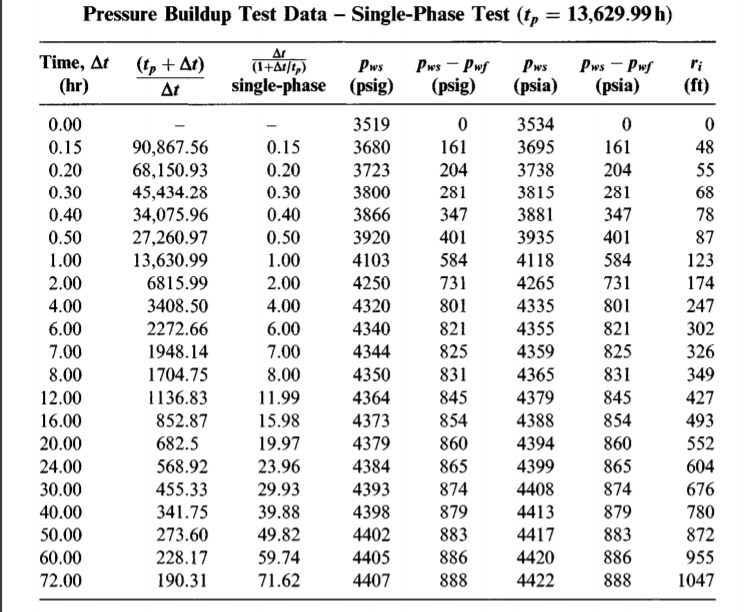 Pressure Buildup Test Data – Single-Phase Test (tp = 13,629.99 h)
Time, Δt (hr) (tp + Δt)/Δt Δt/(1+Δt/tp) single-phase pws (psig) pws − pwf (psig) pws (psia) pws − pwf (psia) ri (ft)
0.00 – – 3519 0 3534 0 0
0.15 90,867.56 0.15 3680 161 3695 161 48
0.20 68,150.93 0.20 3723 204 3738 204 55
0.30 45,434.28 0.30 3800 281 3815 281 68
0.40 34,075.96 0.40 3866 347 3881 347 78
0.50 27,260.97 0.50 3920 401 3935 401 87
1.00 13,630.99 1.00 4103 584 4118 584 123
2.00 6815.99 2.00 4250 731 4265 731 174
4.00 3408.50 4.00 4320 801 4335 801 247
6.00 2272.66 6.00 4340 821 4355 821 302
7.00 1948.14 7.00 4344 825 4359 825 326
8.00 1704.75 8.00 4350 831 4365 831 349
12.00 1136.83 11.99 4364 845 4379 845 427
16.00 852.87 15.98 4373 854 4388 854 493
20.00 682.5 19.97 4379 860 4394 860 552
24.00 568.92 23.96 4384 865 4399 865 604
30.00 455.33 29.93 4393 874 4408 874 676
40.00 341.75 39.88 4398 879 4413 879 780
50.00 273.60 49.82 4402 883 4417 883 872
60.00 228.17 59.74 4405 886 4420 886 955
72.00 190.31 71.62 4407 888 4422 888 1047